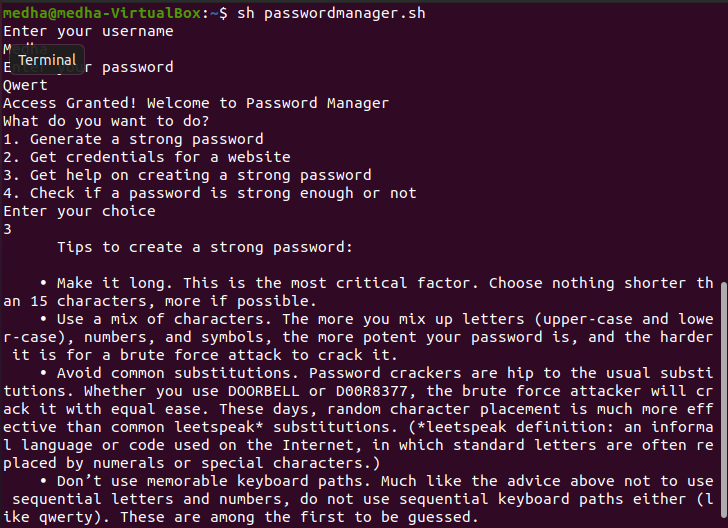 medha@medha-VirtualBox:~$ sh passwordmanager.sh
Enter your username
Medha
Terminal
Enter your password
Qwert
Access Granted! Welcome to Password Manager
What do you want to do?
1. Generate a strong password
2. Get credentials for a website
3. Get help on creating a strong password
4. Check if a password is strong enough or not
Enter your choice
3
Tips to create a strong password:
• Make it long. This is the most critical factor. Choose nothing shorter th
an 15 characters, more if possible.
• Use a mix of characters. The more you mix up letters (upper-case and lowe
r-case), numbers, and symbols, the more potent your password is, and the harder
it is for a brute force attack to crack it.
• Avoid common substitutions. Password crackers are hip to the usual substi
tutions. Whether you use DOORBELL or D00R8377, the brute force attacker will cr
ack it with equal ease. These days, random character placement is much more eff
ective than common leetspeak* substitutions. (*leetspeak definition: an informa
l language or code used on the Internet, in which standard letters are often re
placed by numerals or special characters.)
• Don’t use memorable keyboard paths. Much like the advice above not to use
sequential letters and numbers, do not use sequential keyboard paths either (l
ike qwerty). These are among the first to be guessed.